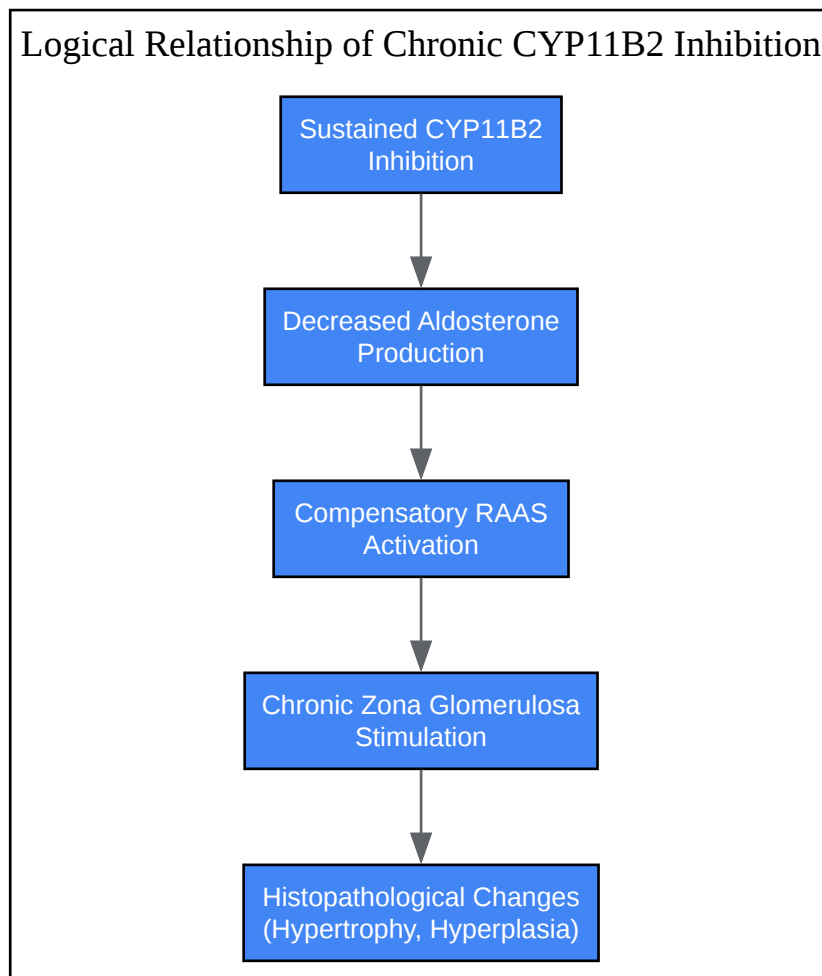 Logical Relationship of Chronic CYP11B2 Inhibition
Sustained CYP11B2
Inhibition
Decreased Aldosterone
Production
Compensatory RAAS
Activation
Chronic Zona Glomerulosa
Stimulation
Histopathological Changes
(Hypertrophy, Hyperplasia)